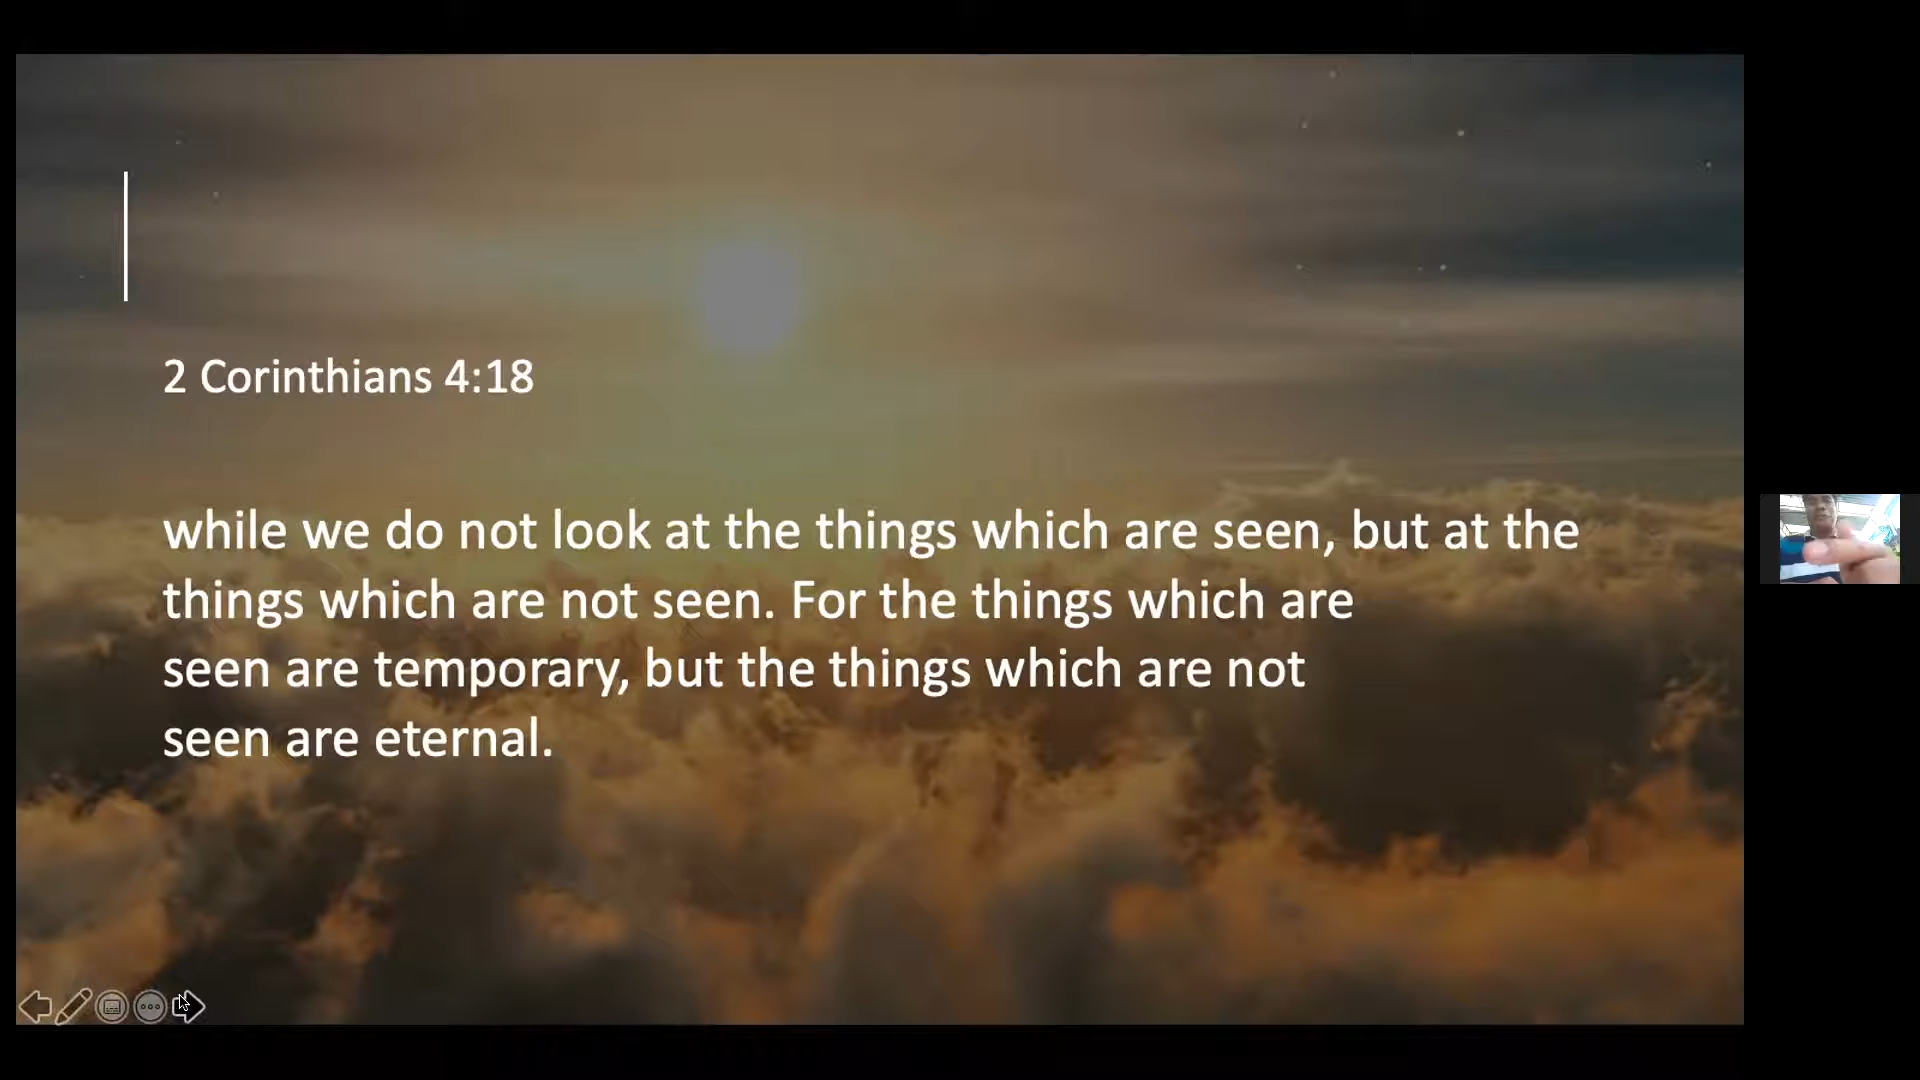 2 Corinthians 4:18
while we do not look at the things which are seen, but at the
things which are not seen. For the things which are
seen are temporary, but the things which are not
seen are eternal.